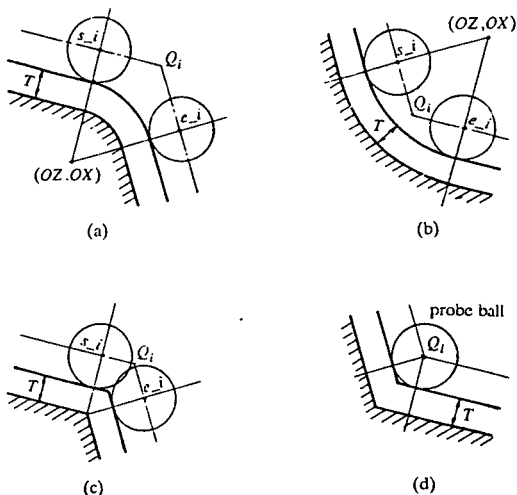 s_i
Q_i
T
e_i
(OZ.OX)
(a)
(OZ,OX)
s_i
Q_i
e_i
T
(b)
s_i
Q_i
T
e_i
(c)
probe ball
Q_i
T
(d)